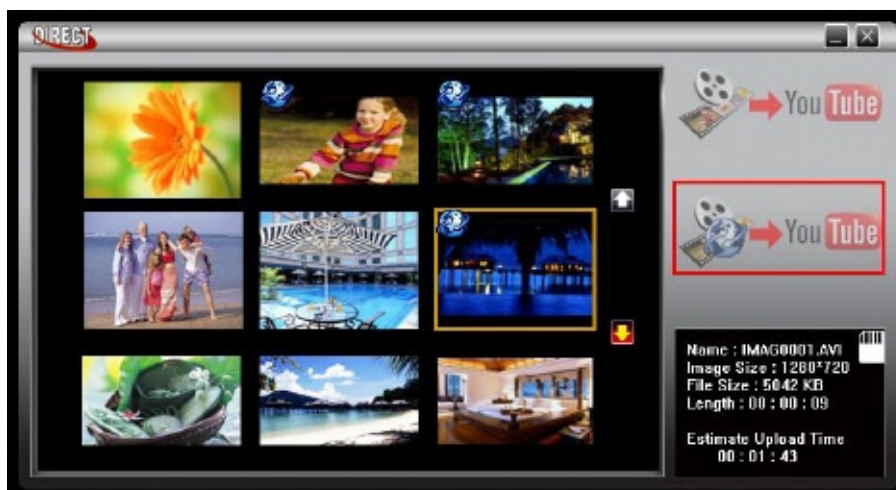 DIRECT
You Tube
You Tube
Name : IMAG0001.AVI
Image Size : 1280*720
File Size : 5042 KB
Length : 00 : 00 : 09
Estimate Upload Time
00 : 01 : 43